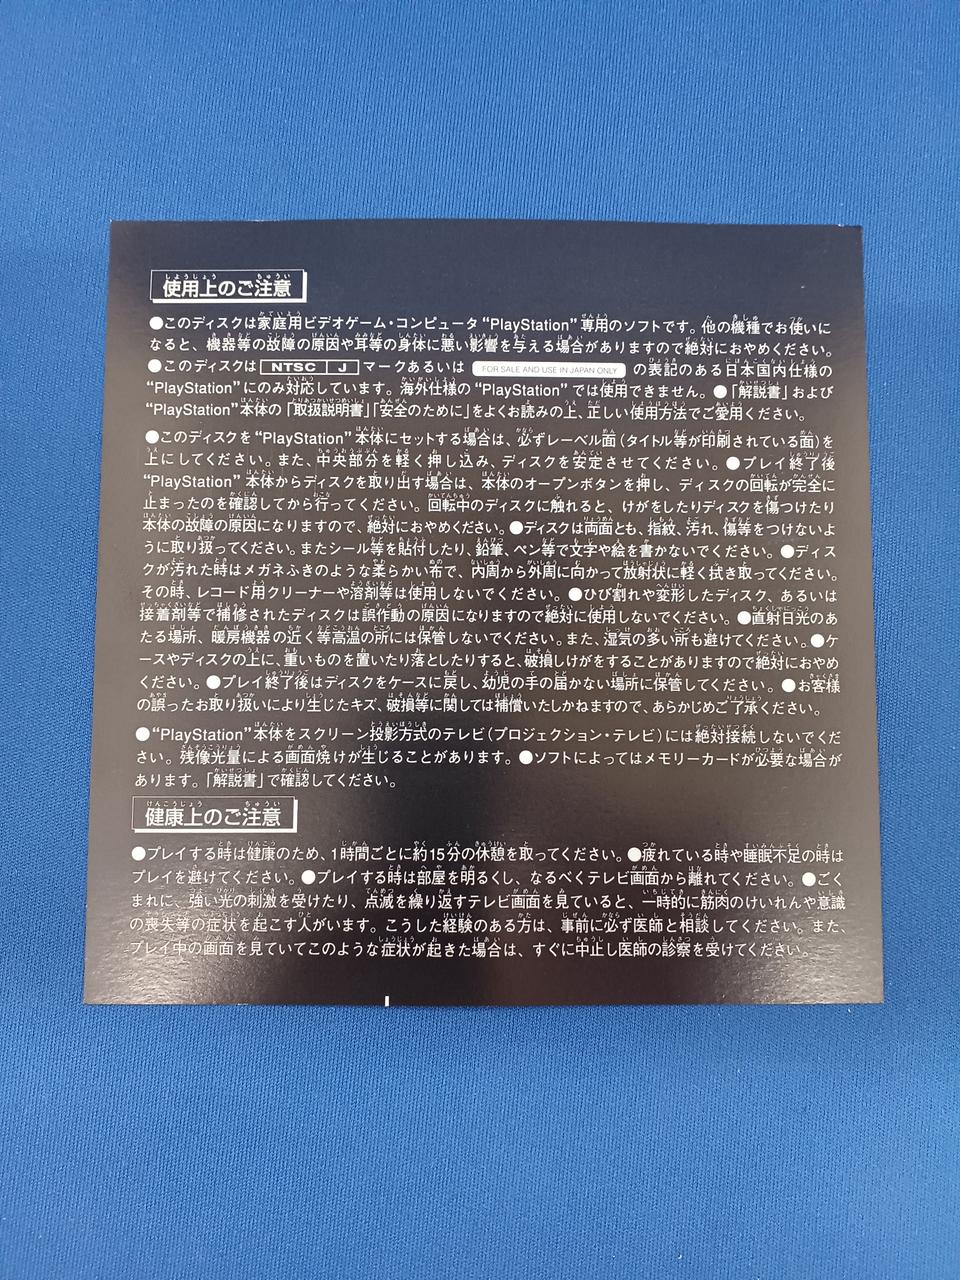 使用上のご注意
●このディスクは家庭用ビデオゲーム・コンピュータ“PlayStation”専用のソフトです。他の機種でお使いに
なると、機器等の故障の原因や耳等の身体に悪い影響を与える場合がありますので絶対におやめください。
●このディスクは NTSC J マークあるいは FOR SALE AND USE IN JAPAN ONLY の表記のある日本国内仕様の
“PlayStation”にのみ対応しています。海外仕様の“PlayStation”では使用できません。●「解説書」および
“PlayStation”本体の「取扱説明書」「安全のために」をよくお読みの上、正しい使用方法でご愛用ください。
●このディスクを“PlayStation”本体にセットする場合は、必ずレーベル面（タイトル等が印刷されている面）を
上にしてください。また、中央部分を軽く押し込み、ディスクを安定させてください。●プレイ終了後
“PlayStation”本体からディスクを取り出す場合は、本体のオープンボタンを押し、ディスクの回転が完全に
止まったのを確認してから行ってください。回転中のディスクに触れると、けがをしたりディスクを傷つけたり
本体の故障の原因になりますので、絶対におやめください。●ディスクは両面とも、指紋、汚れ、傷等をつけないよ
うに取り扱ってください。またシール等を貼付したり、鉛筆、ペン等で文字や絵を書かないでください。●ディス
クが汚れた時はメガネふきのような柔らかい布で、内周から外周に向かって放射状に軽く拭き取ってください。
その時、レコード用クリーナーや溶剤等は使用しないでください。●ひび割れや変形したディスク、あるいは
接着剤等で補修されたディスクは誤作動の原因になりますので絶対に使用しないでください。●直射日光のあ
たる場所、暖房機器の近く等高温の所には保管しないでください。また、湿気の多い所も避けてください。●ケ
ースやディスクの上に、重いものを置いたり落としたりすると、破損しけがをすることがありますので絶対におやめ
ください。●プレイ終了後はディスクをケースに戻し、幼児の手の届かない場所に保管してください。●お客様
の誤ったお取り扱いにより生じたキズ、破損等に関しては補償いたしかねますので、あらかじめご了承ください。
●“PlayStation”本体をスクリーン投影方式のテレビ（プロジェクション・テレビ）には絶対接続しないでくだ
さい。残像光量による画面焼けが生じることがあります。●ソフトによってはメモリーカードが必要な場合が
あります。「解説書」で確認してください。
健康上のご注意
●プレイする時は健康のため、1時間ごとに約15分の休憩を取ってください。●疲れている時や睡眠不足の時は
プレイを避けてください。●プレイする時は部屋を明るくし、なるべくテレビ画面から離れてください。●ごく
まれに、強い光の刺激を受けたり、点滅を繰り返すテレビ画面を見ていると、一時的に筋肉のけいれんや意識
の喪失等の症状を起こす人がいます。こうした経験のある方は、事前に必ず医師と相談してください。また、
プレイ中の画面を見ていてこのような症状が起きた場合は、すぐに中止し医師の診察を受けてください。